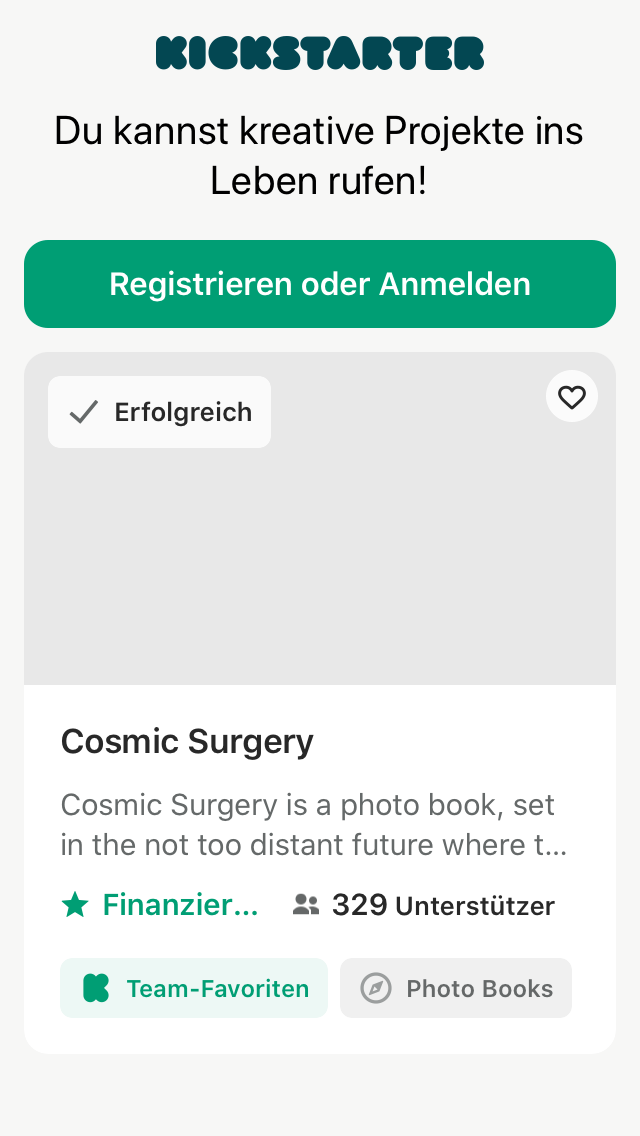 KICKSTARTER
Du kannst kreative Projekte ins
Leben rufen!
Registrieren oder Anmelden
Erfolgreich
Cosmic Surgery
Cosmic Surgery is a photo book, set
in the not too distant future where t...
Finanzier... 329 Unterstützer
Team-Favoriten Photo Books